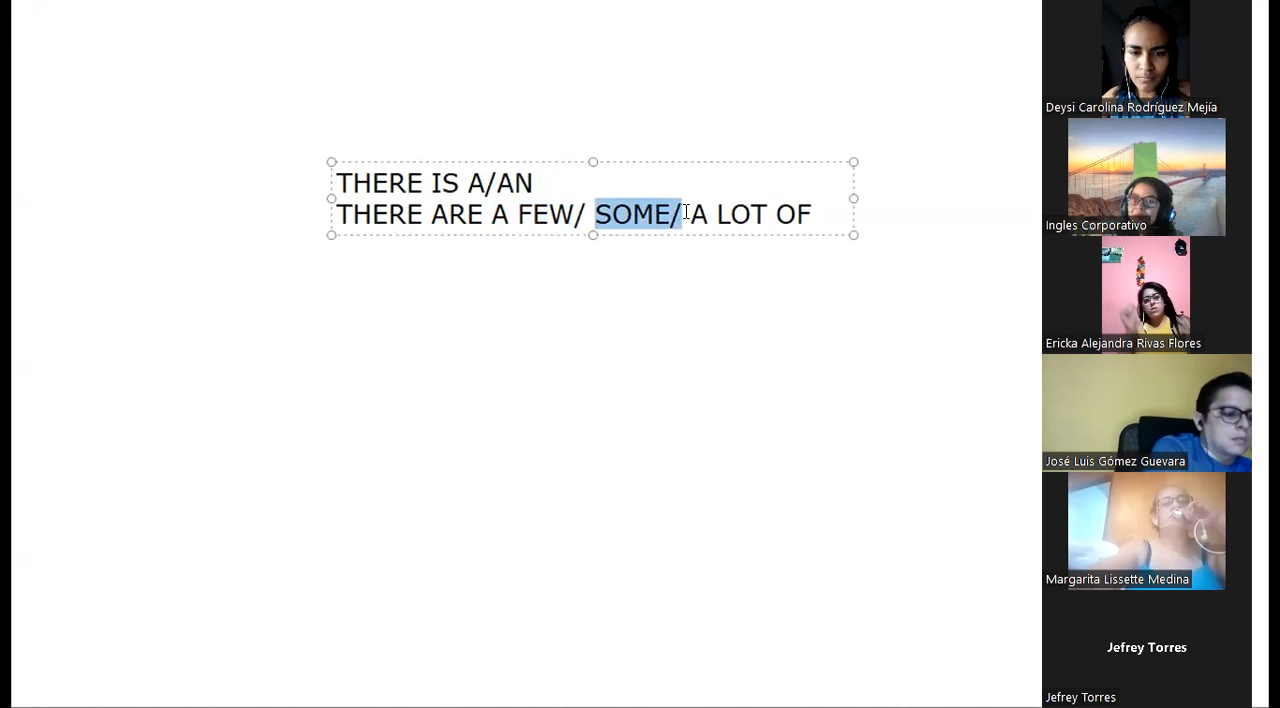 THERE IS A/AN
THERE ARE A FEW/ SOME/ A LOT OF
Deysi Carolina Rodríguez Mejía
Ingles Corporativo
Ericka Alejandra Rivas Flores
José Luis Gómez Guevara
Margarita Lissette Medina
Jefrey Torres
Jefrey Torres